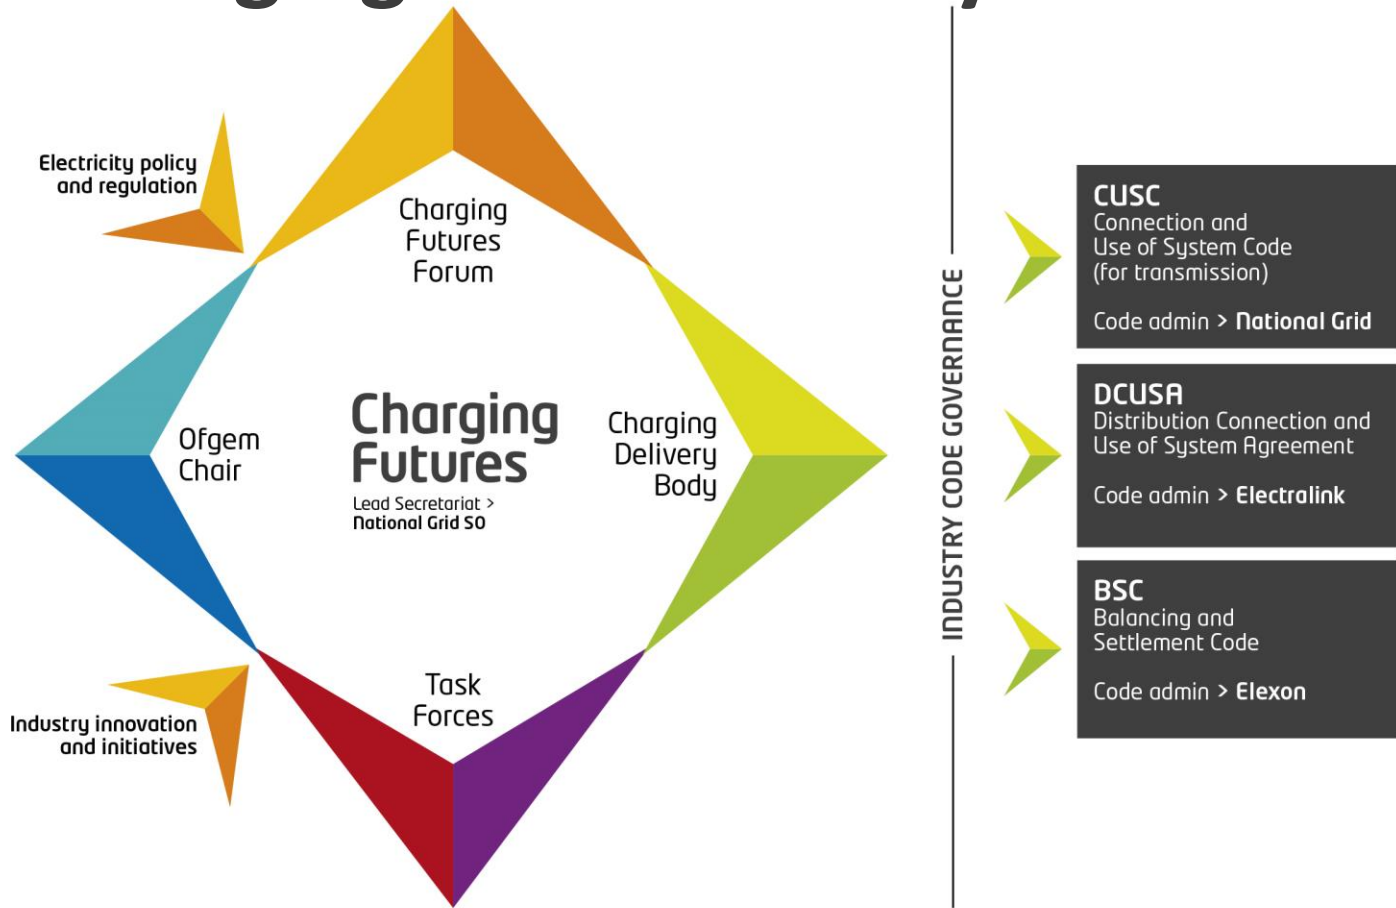 Electricity policy
and regulation
Charging
Futures
Forum
Ofgem
Chair
Charging
Futures
Lead Secretariat >
National Grid SO
Charging
Delivery
Body
Task
Forces
Industry innovation
and initiatives
INDUSTRY CODE GOVERNANCE
CUSC
Connection and
Use of System Code
(for transmission)
Code admin > National Grid
DCUSA
Distribution Connection and
Use of System Agreement
Code admin > Electralink
BSC
Balancing and
Settlement Code
Code admin > Elexon